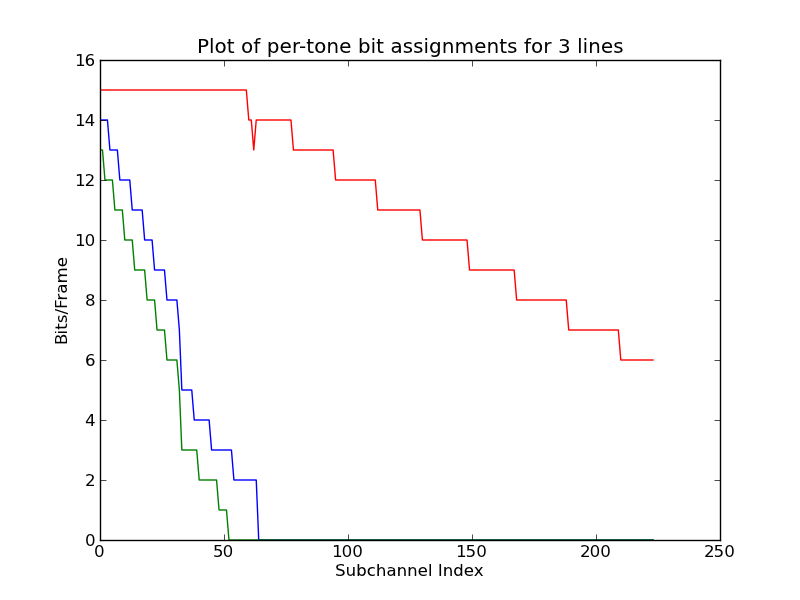 Plot of per-tone bit assignments for 3 lines
16
14
12
10
8
6
4
2
0
Bits/Frame
0 50 100 150 200 250
Subchannel Index